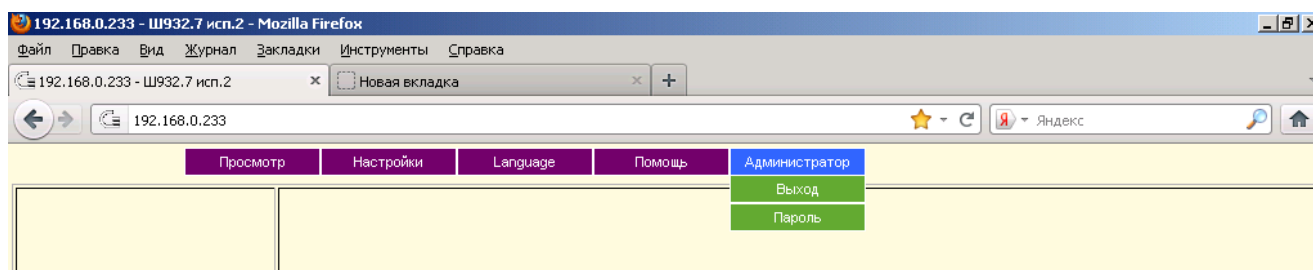 192.168.0.233 - Ш932.7 исп.2 - Mozilla Firefox
Файл Правка Вид Журнал Закладки Инструменты Справка
192.168.0.233 - Ш932.7 исп.2 Новая вкладка
192.168.0.233 Я Яндекс
Просмотр Настройки Language Помощь Администратор
Выход
Пароль